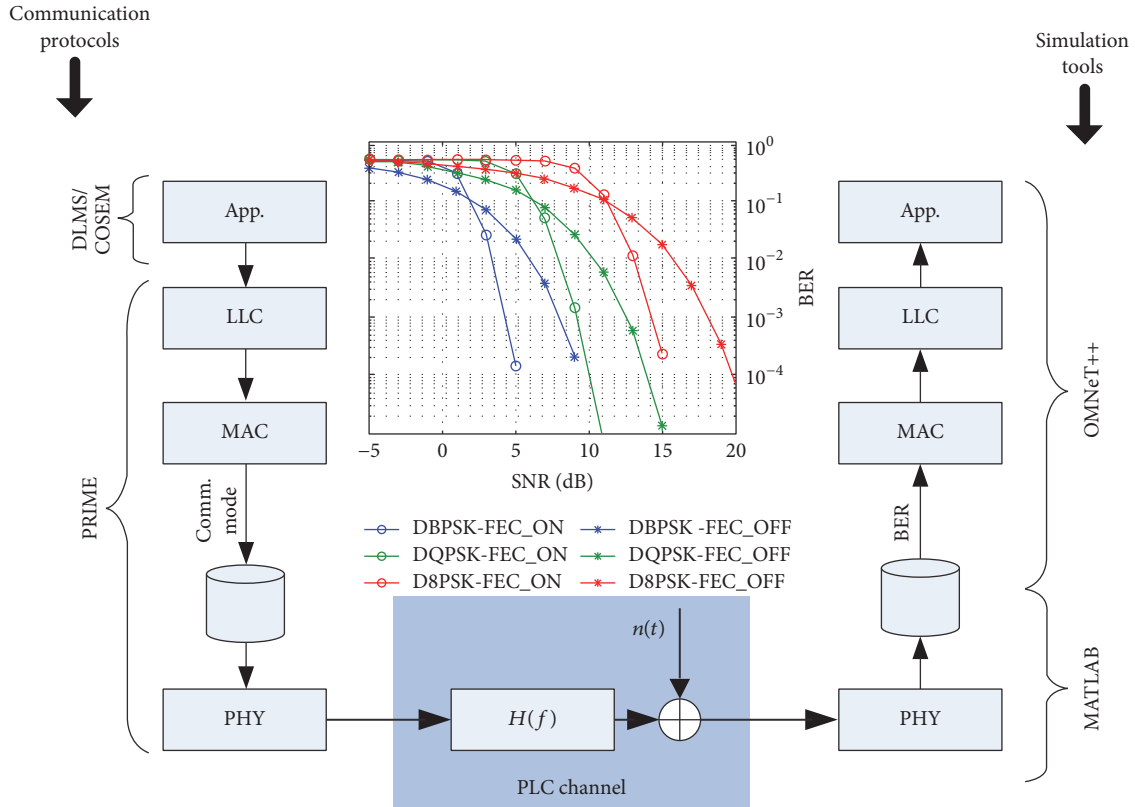 Communication
protocols
Simulation
tools
DLMS/
COSEM
App.
LLC
MAC
Comm.
mode
PRIME
PHY
10^0
10^-1
10^-2
10^-3
10^-4
BER
−5
0
5
10
15
20
SNR (dB)
DBPSK-FEC_ON
DBPSK -FEC_OFF
DQPSK-FEC_ON
DQPSK-FEC_OFF
D8PSK-FEC_ON
D8PSK-FEC_OFF
n(t)
H(f)
PLC channel
App.
LLC
MAC
BER
PHY
OMNeT++
MATLAB